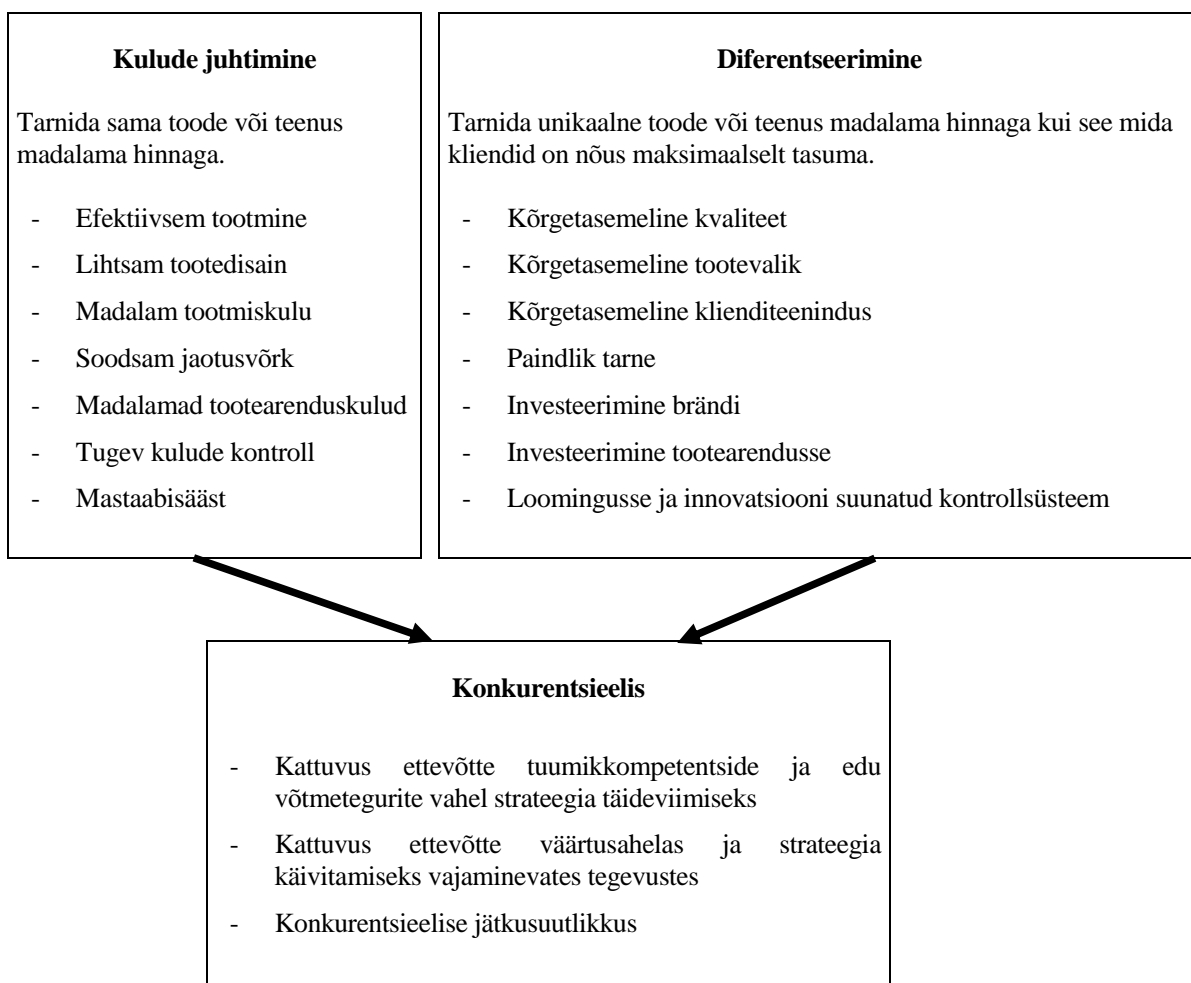 Kulude juhtimine
Tarnida sama toode või teenus
madalama hinnaga.
- Efektiivsem tootmine
- Lihtsam tootedisain
- Madalam tootmiskulu
- Soodsam jaotusvõrk
- Madalamad tootearenduskulud
- Tugev kulude kontroll
- Mastaabisääst
Diferentseerimine
Tarnida unikaalne toode või teenus madalama hinnaga kui see mida
kliendid on nõus maksimaalselt tasuma.
- Kõrgetasemeline kvaliteet
- Kõrgetasemeline tootevalik
- Kõrgetasemeline klienditeenindus
- Paindlik tarne
- Investeerimine brändi
- Investeerimine tootearendusse
- Loomingusse ja innovatsiooni suunatud kontrollsüsteem
Konkurentsieelis
- Kattuvus ettevõtte tuumikkompetentside ja edu
võtmetegurite vahel strateegia täideviimiseks
- Kattuvus ettevõtte väärtusahelas ja strateegia
käivitamiseks vajaminevates tegevustes
- Konkurentsieelise jätkusuutlikkus